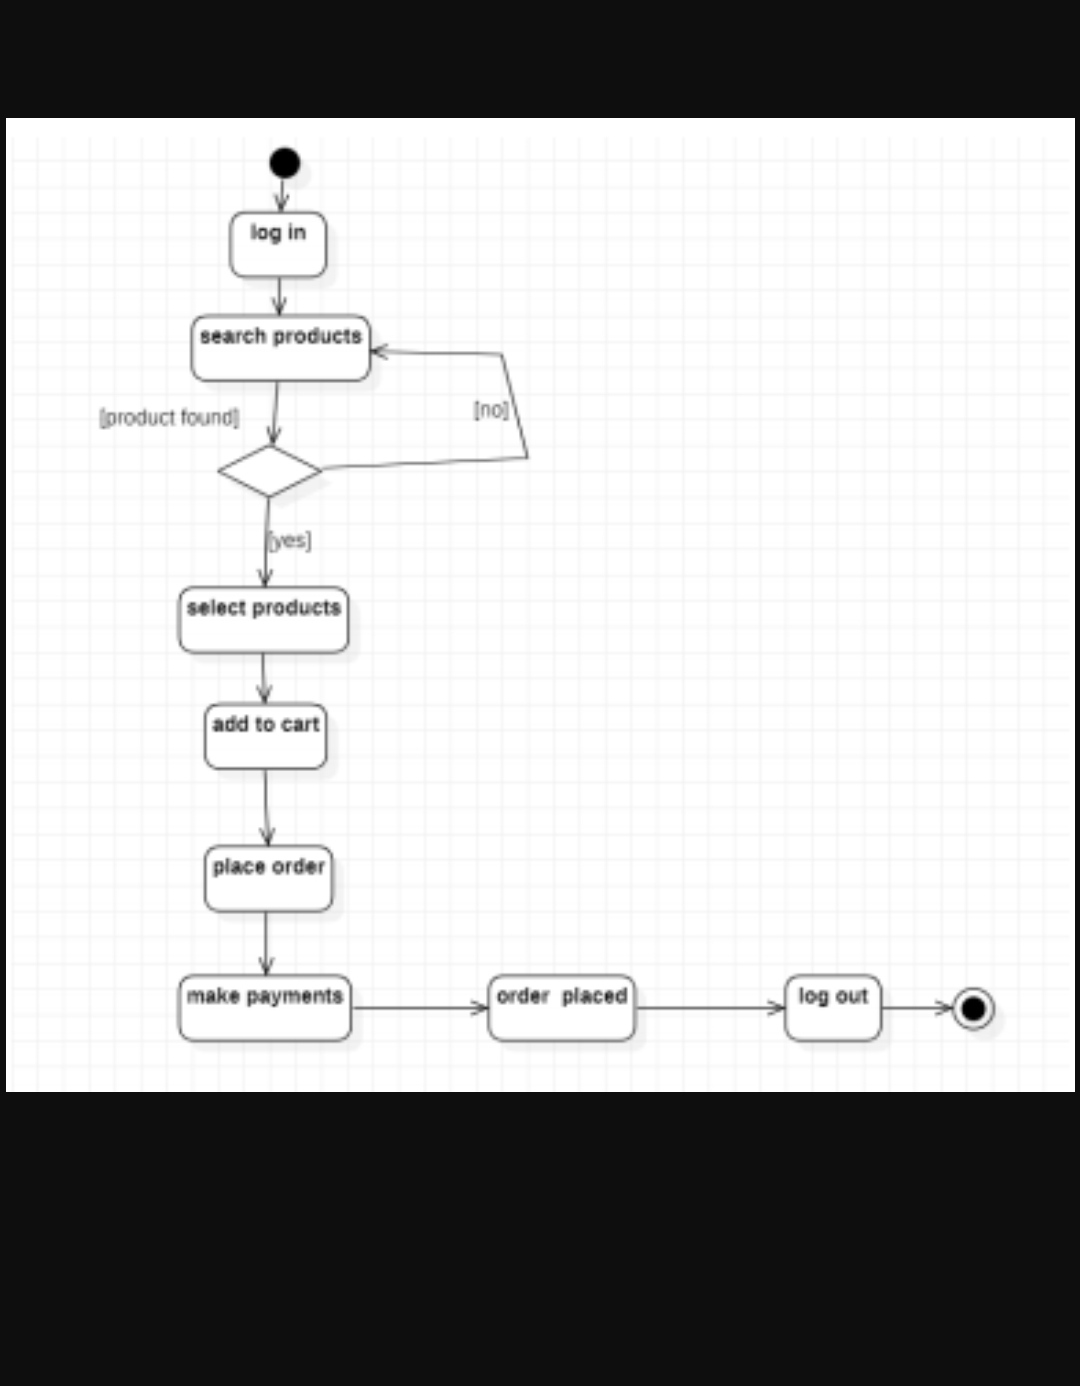 log in
search products
[product found]
[no]
[yes]
select products
add to cart
place order
make payments
order placed
log out